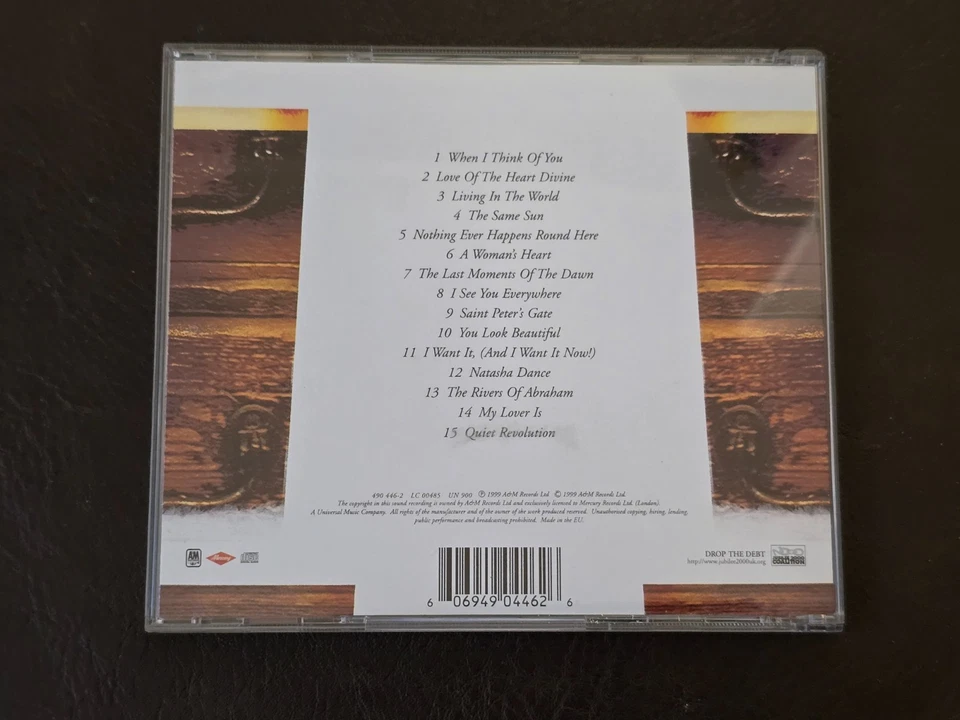 1 When I Think Of You
2 Love Of The Heart Divine
3 Living In The World
4 The Same Sun
5 Nothing Ever Happens Round Here
6 A Woman's Heart
7 The Last Moments Of The Dawn
8 I See You Everywhere
9 Saint Peter's Gate
10 You Look Beautiful
11 I Want It, (And I Want It Now!)
12 Natasha Dance
13 The Rivers Of Abraham
14 My Lover Is
15 Quiet Revolution
490 446-2 LC 00485 UN 900 ℗ 1999 A&M Records Ltd © 1999 A&M Records Ltd.
The copyright in this sound recording is owned by A&M Records Ltd and exclusively licenced to Mercury Records Ltd. (London).
A Universal Music Company. All rights of the manufacturer and of the owner of the work produced reserved. Unauthorised copying, hiring, lending,
public performance and broadcasting prohibited. Made in the EU.
AM
Mercury
DROP THE DEBT
http://www.jubilee2000uk.org
COALITION
6 06949 04462 6